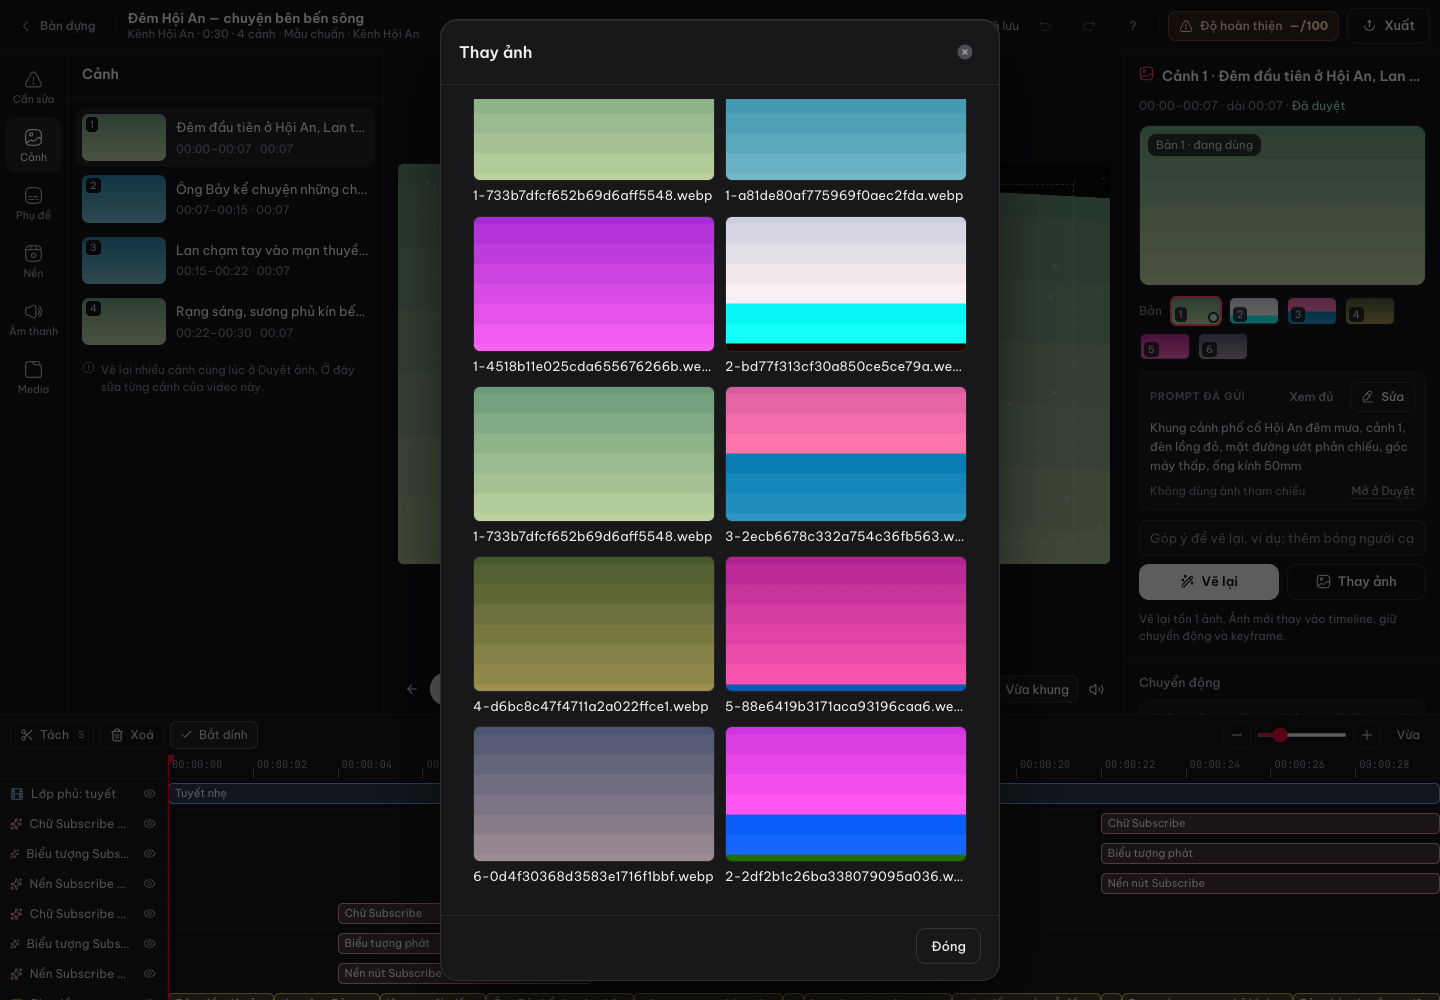 Bàn dựng
Đêm Hội An — chuyện bên bến sông
Kênh Hội An · 0:30 · 4 cảnh · Mẫu chuẩn · Kênh Hội An
lưu
?
Độ hoàn thiện —/100
Xuất
Cần sửa
Cảnh
Phụ đề
Nền
Âm thanh
Media
Cảnh
1
Đêm đầu tiên ở Hội An, Lan t...
00:00–00:07 · 00:07
2
Ông Bảy kể chuyện những ch...
00:07–00:15 · 00:07
3
Lan chạm tay vào mạn thuyề...
00:15–00:22 · 00:07
4
Rạng sáng, sương phủ kín bế...
00:22–00:30 · 00:07
Vẽ lại nhiều cảnh cùng lúc ở Duyệt ảnh. Ở đây
sửa từng cảnh của video này.
Thay ảnh
1-733b7dfcf652b69d6aff5548.webp
1-a81de80af775969f0aec2fda.webp
1-4518b11e025cda655676266b.we...
2-bd77f313cf30a850ce5ce79a.we...
1-733b7dfcf652b69d6aff5548.webp
3-2ecb6678c332a754c36fb563.w...
4-d6bc8c47f4711a2a022ffce1.webp
5-88e6419b3171aca93196caa6.we...
6-0d4f30368d3583e1716f1bbf.webp
2-2df2b1c26ba338079095a036.w...
Đóng
Cảnh 1 · Đêm đầu tiên ở Hội An, Lan ...
00:00–00:07 · dài 00:07 · Đã duyệt
Bản 1 · đang dùng
Bản
1
2
3
4
5
6
PROMPT ĐÃ GỬI
Xem đủ
Sửa
Khung cảnh phố cổ Hội An đêm mưa, cảnh 1,
đèn lồng đỏ, mặt đường ướt phản chiếu, góc
máy thấp, ống kính 50mm
Không dùng ảnh tham chiếu
Mở ở Duyệt
Góp ý để vẽ lại, ví dụ: thêm bóng người cạ
Vẽ lại
Thay ảnh
Vẽ lại tốn 1 ảnh. Ảnh mới thay vào timeline, giữ
chuyển động và keyframe.
Chuyển động
Vừa khung
Tách S
Xoá
Bắt dính
Vừa
00:00:00
00:00:02
00:00:04
00
00:00:20
00:00:22
00:00:24
00:00:26
00:00:28
Lớp phủ: tuyết
Tuyết nhẹ
Chữ Subscribe ...
Chữ Subscribe
Biểu tượng Subs...
Biểu tượng phát
Nền Subscribe ...
Nền nút Subscribe
Chữ Subscribe ...
Chữ Subscribe
Biểu tượng Subs...
Biểu tượng phát
Nền Subscribe ...
Nền nút Subscribe